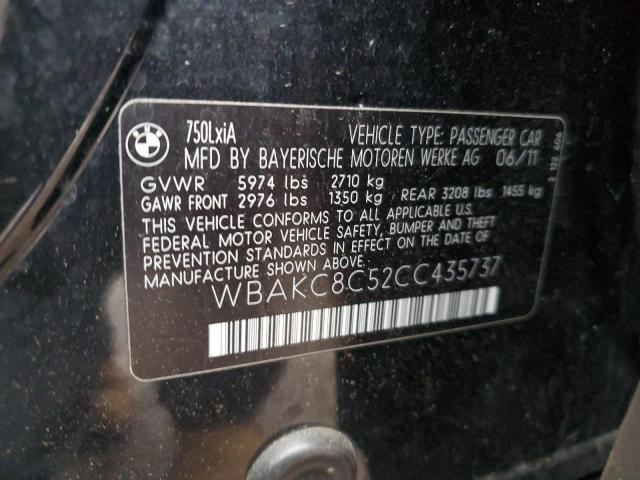 BMW
750LxiA
VEHICLE TYPE: PASSENGER CAR
MFD BY BAYERISCHE MOTOREN WERKE AG 06/11
GVWR 5974 lbs 2710 kg
GAWR FRONT 2976 lbs 1350 kg REAR 3208 lbs 1455 kg
THIS VEHICLE CONFORMS TO ALL APPLICABLE U.S.
FEDERAL MOTOR VEHICLE SAFETY, BUMPER AND THEFT
PREVENTION STANDARDS IN EFFECT ON THE DATE OF
MANUFACTURE SHOWN ABOVE.
WBAKC8C52CC435737